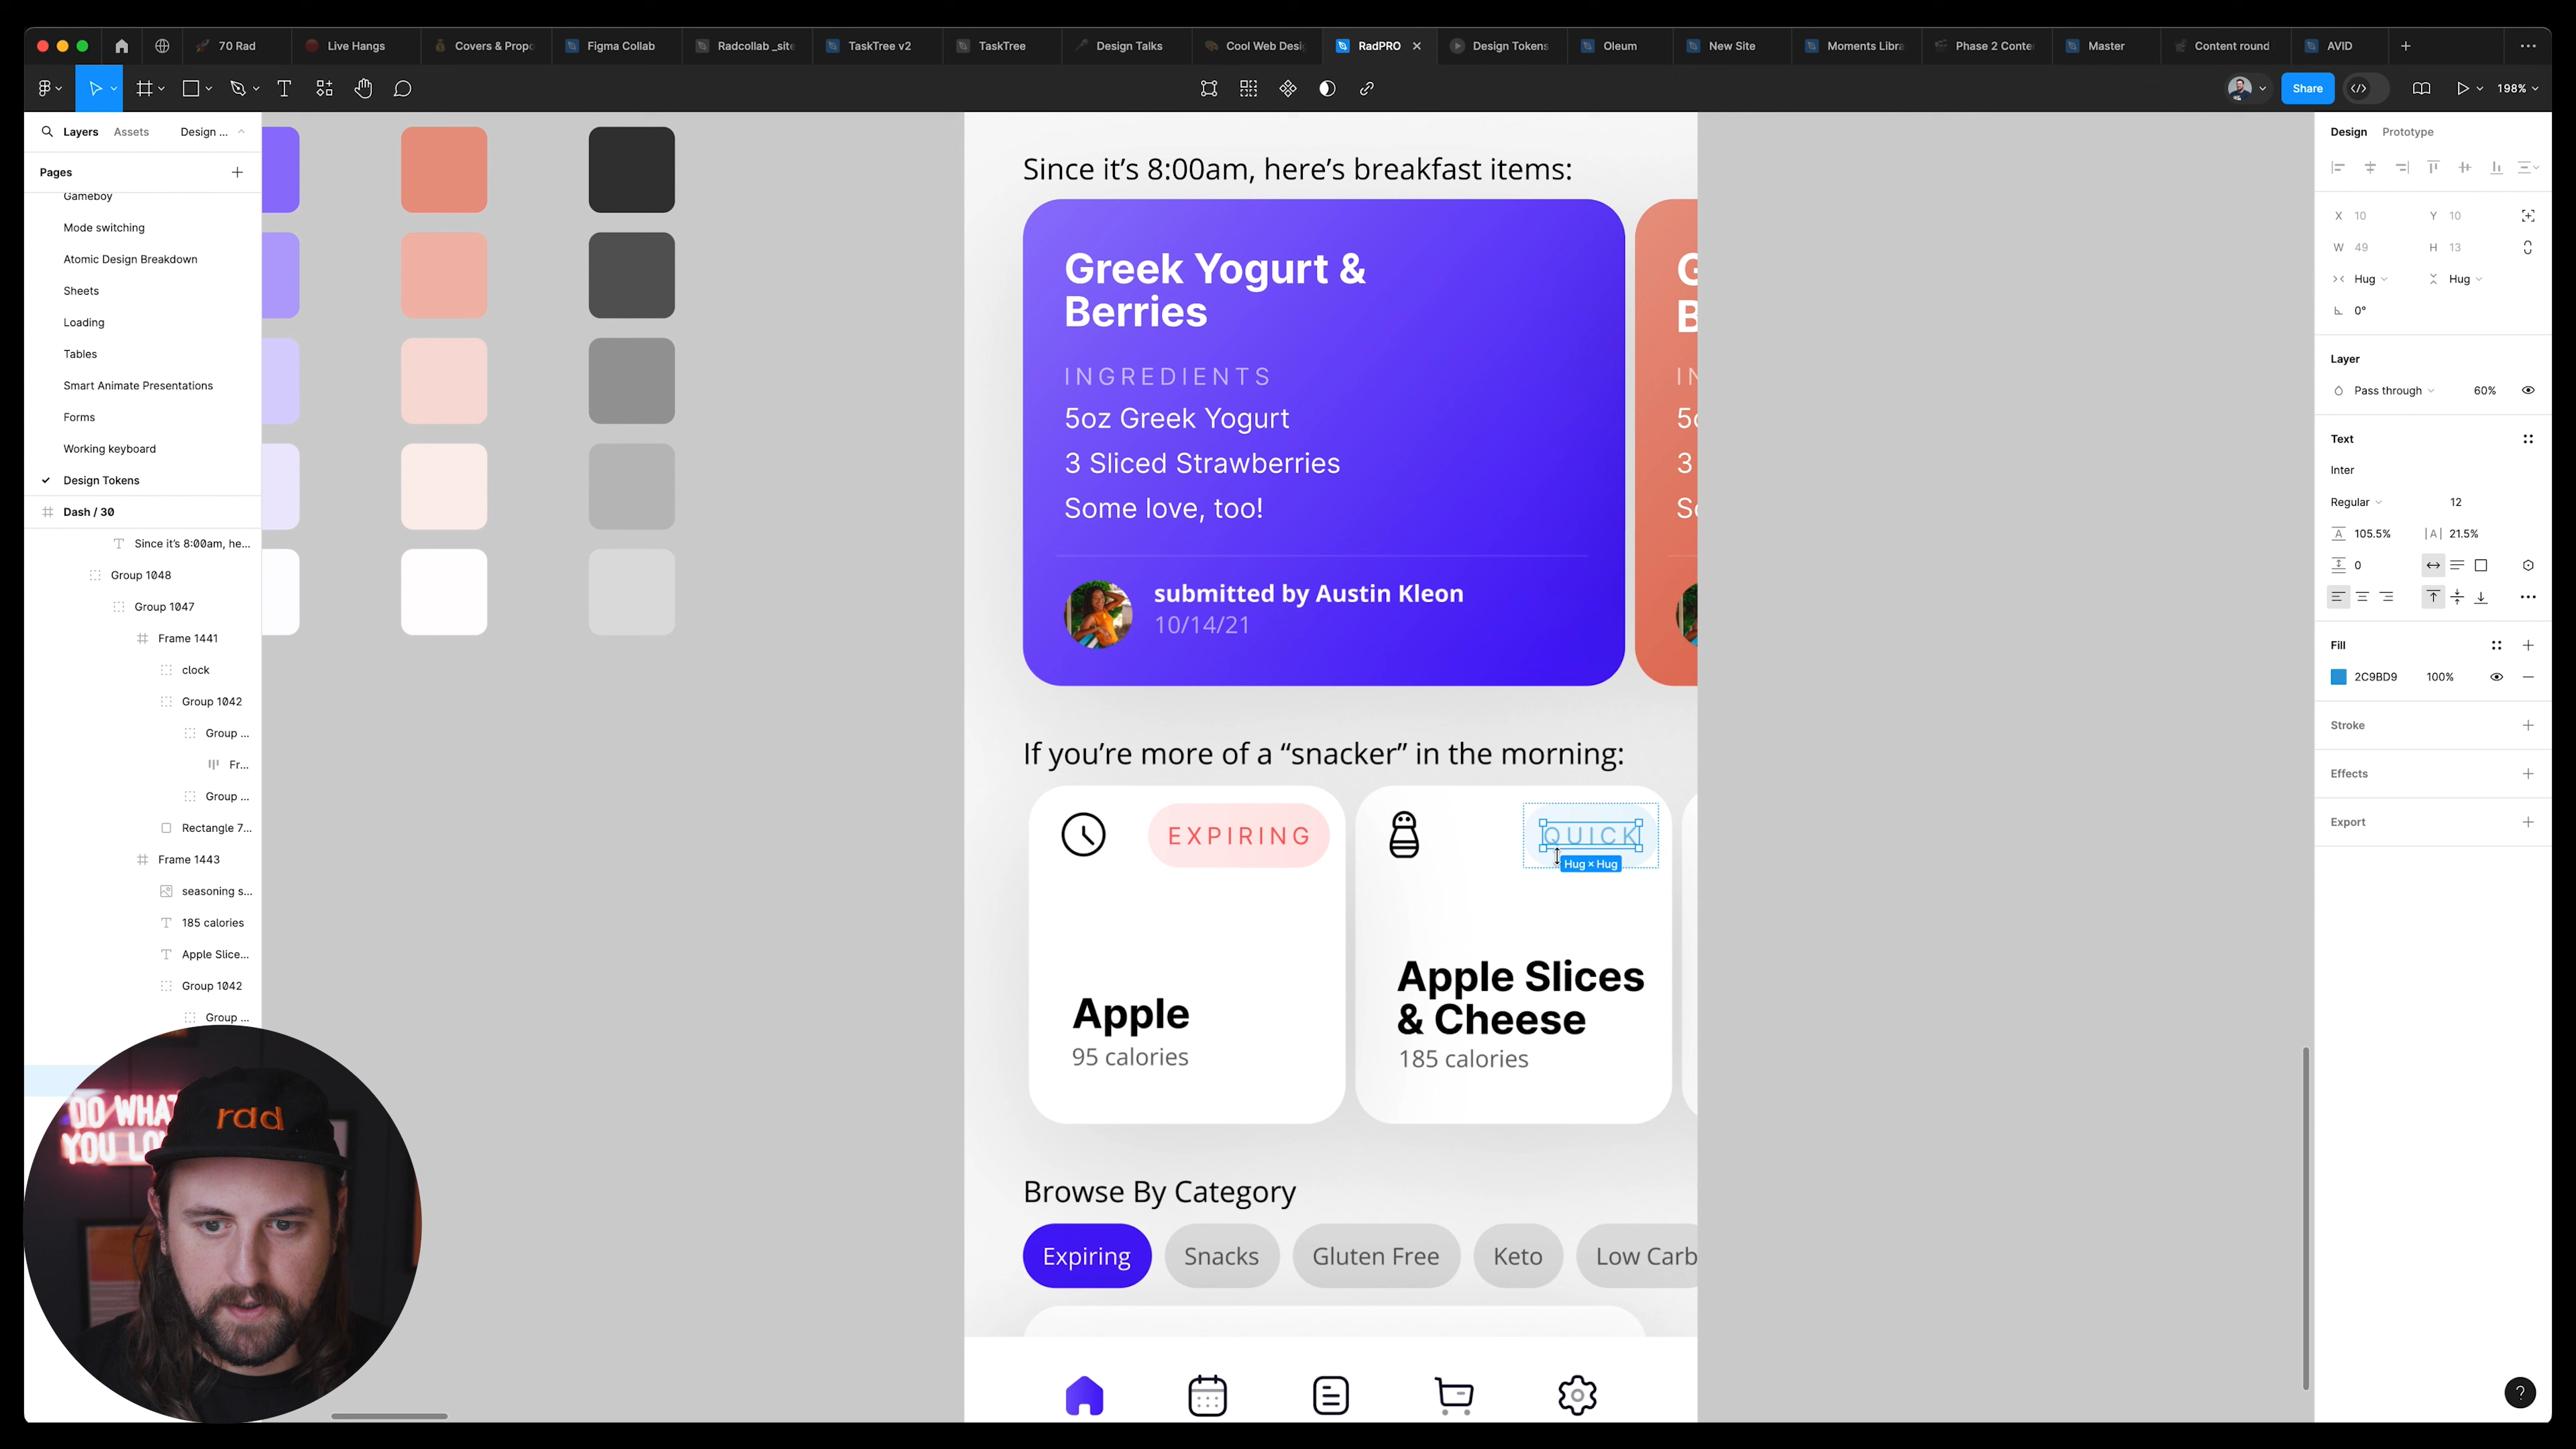 70 Rad
Live Hangs
Covers & Propo
Figma Collab
Radcollab _site
TaskTree v2
TaskTree
Design Talks
Cool Web Desi
RadPRO
Design Tokens
Oleum
New Site
Moments Libra
Phase 2 Conte
Master
Content round
AVID
Share
198%
Layers
Assets
Design ...
Pages
Gameboy
Mode switching
Atomic Design Breakdown
Sheets
Loading
Tables
Smart Animate Presentations
Forms
Working keyboard
Design Tokens
Dash / 30
Since it's 8:00am, he...
Group 1048
Group 1047
Frame 1441
clock
Group 1042
Group ...
Fr...
Group ...
Rectangle 7...
Frame 1443
seasoning s...
185 calories
Apple Slice...
Group 1042
Group ...
DO WHAT
YOU LO
rad
Since it’s 8:00am, here’s breakfast items:
Greek Yogurt &
Berries
INGREDIENTS
5oz Greek Yogurt
3 Sliced Strawberries
Some love, too!
submitted by Austin Kleon
10/14/21
G
B
IN
5
3
So
If you’re more of a “snacker” in the morning:
EXPIRING
QUICK
Hug × Hug
Apple
95 calories
Apple Slices
& Cheese
185 calories
Browse By Category
Expiring
Snacks
Gluten Free
Keto
Low Carb
Design
Prototype
X 10
Y 10
W 49
H 13
Hug
Hug
0°
Layer
Pass through
60%
Text
Inter
Regular
12
105.5%
|A| 21.5%
0
Fill
2C9BD9
100%
Stroke
Effects
Export
?